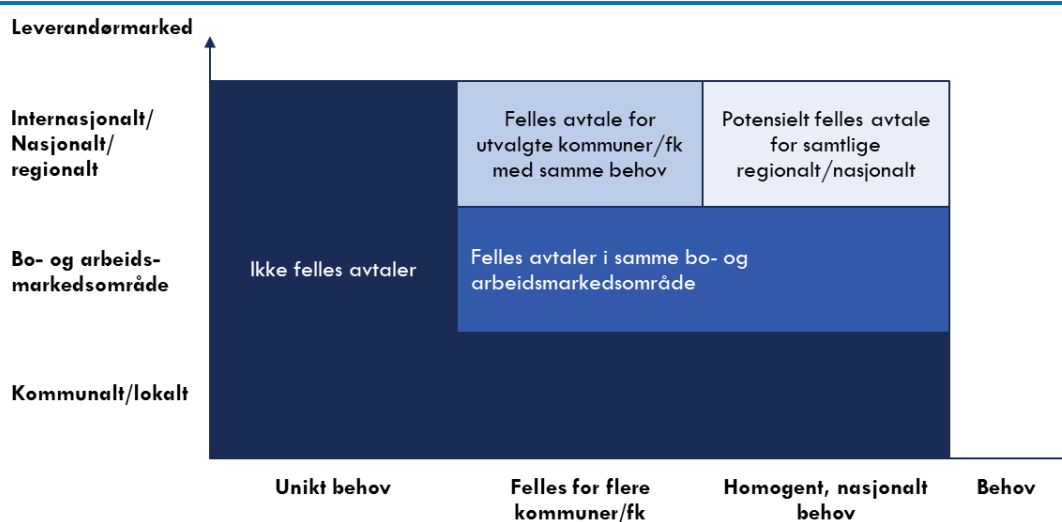 Leverandørmarked
Internasjonalt/
Nasjonalt/
regionalt
Felles avtale for
utvalgte kommuner/fk
med samme behov
Potensielt felles avtale
for samtlige
regionalt/nasjonalt
Bo- og arbeids-
markedsområde
Ikke felles avtaler
Felles avtaler i samme bo- og
arbeidsmarkedsområde
Kommunalt/lokalt
Unikt behov
Felles for flere
kommuner/fk
Homogent, nasjonalt
behov
Behov